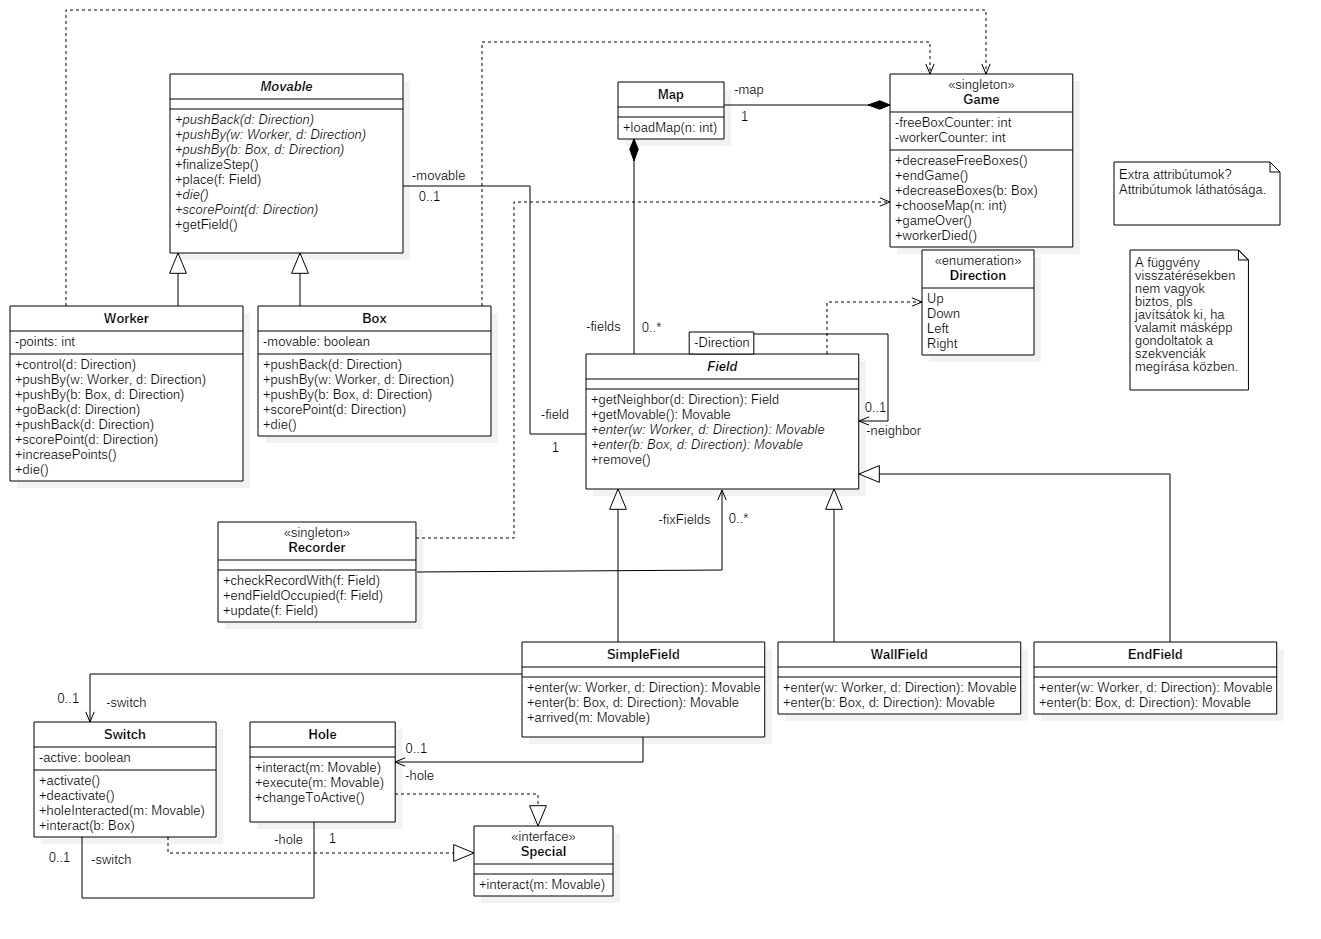 Movable
+pushBack(d: Direction)
+pushBy(w: Worker, d: Direction)
+pushBy(b: Box, d: Direction)
+finalizeStep()
+place(f: Field)
+die()
+scorePoint(d: Direction)
+getField()
-movable
0..1
Map
+loadMap(n: int)
-map
1
«singleton»
Game
-freeBoxCounter: int
-workerCounter: int
+decreaseFreeBoxes()
+endGame()
+decreaseBoxes(b: Box)
+chooseMap(n: int)
+gameOver()
+workerDied()
Extra attribútumok?
Attribútumok láthatósága.
«enumeration»
Direction
Up
Down
Left
Right
A függvény
visszatérésekben
nem vagyok
biztos, pls
javítsátok ki, ha
valamit másképp
gondoltatok a
szekvenciák
megírása közben.
Worker
-points: int
+control(d: Direction)
+pushBy(w: Worker, d: Direction)
+pushBy(b: Box, d: Direction)
+goBack(d: Direction)
+pushBack(d: Direction)
+scorePoint(d: Direction)
+increasePoints()
+die()
Box
-movable: boolean
+pushBack(d: Direction)
+pushBy(w: Worker, d: Direction)
+pushBy(b: Box, d: Direction)
+scorePoint(d: Direction)
+die()
-fields
0..*
-Direction
Field
+getNeighbor(d: Direction): Field
+getMovable(): Movable
+enter(w: Worker, d: Direction): Movable
+enter(b: Box, d: Direction): Movable
+remove()
-field
1
0..1
-neighbor
«singleton»
Recorder
+checkRecordWith(f: Field)
+endFieldOccupied(f: Field)
+update(f: Field)
-fixFields
0..*
SimpleField
+enter(w: Worker, d: Direction): Movable
+enter(b: Box, d: Direction): Movable
+arrived(m: Movable)
WallField
+enter(w: Worker, d: Direction): Movable
+enter(b: Box, d: Direction): Movable
EndField
+enter(w: Worker, d: Direction): Movable
+enter(b: Box, d: Direction): Movable
0..1
-switch
Switch
-active: boolean
+activate()
+deactivate()
+holeInteracted(m: Movable)
+interact(b: Box)
Hole
+interact(m: Movable)
+execute(m: Movable)
+changeToActive()
0..1
-hole
-hole
1
0..1
-switch
«interface»
Special
+interact(m: Movable)